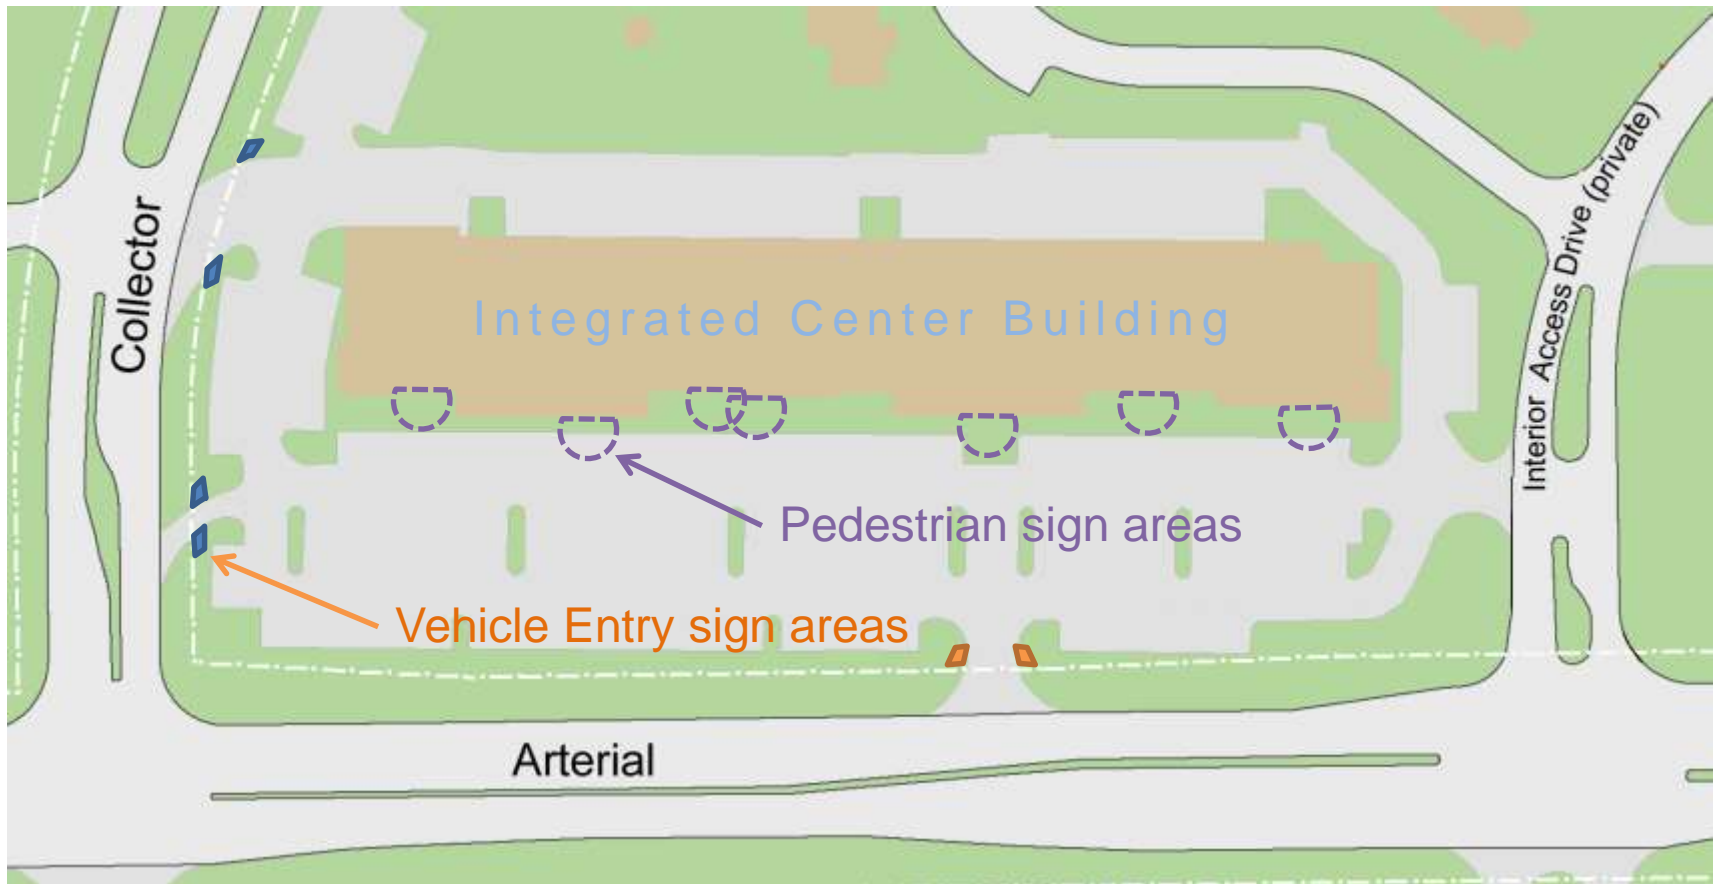 Collector
Integrated Center Building
Interior Access Drive (private)
Pedestrian sign areas
Vehicle Entry sign areas
Arterial